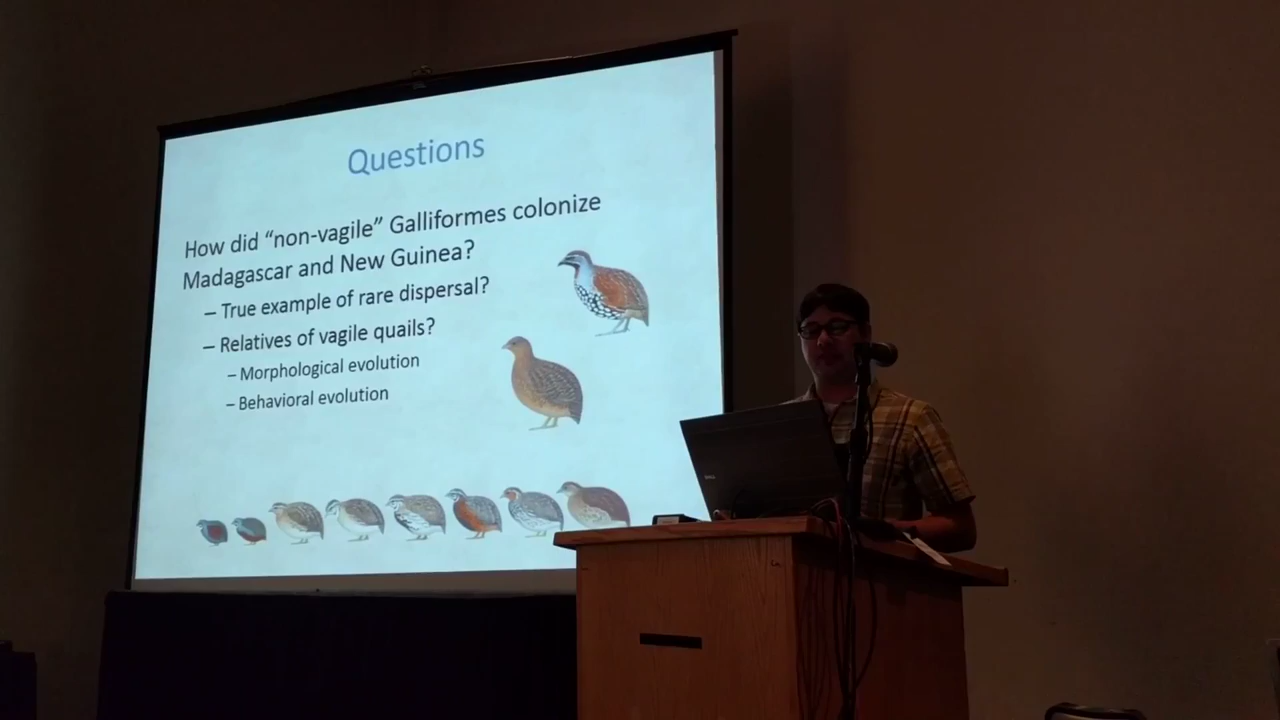 Questions
How did “non-vagile” Galliformes colonize
Madagascar and New Guinea?
– True example of rare dispersal?
– Relatives of vagile quails?
– Morphological evolution
– Behavioral evolution